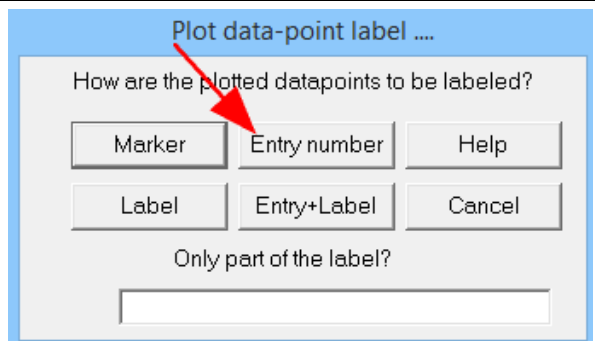 Plot data-point label ....
How are the plotted datapoints to be labeled?
Marker Entry number Help
Label Entry+Label Cancel
Only part of the label?